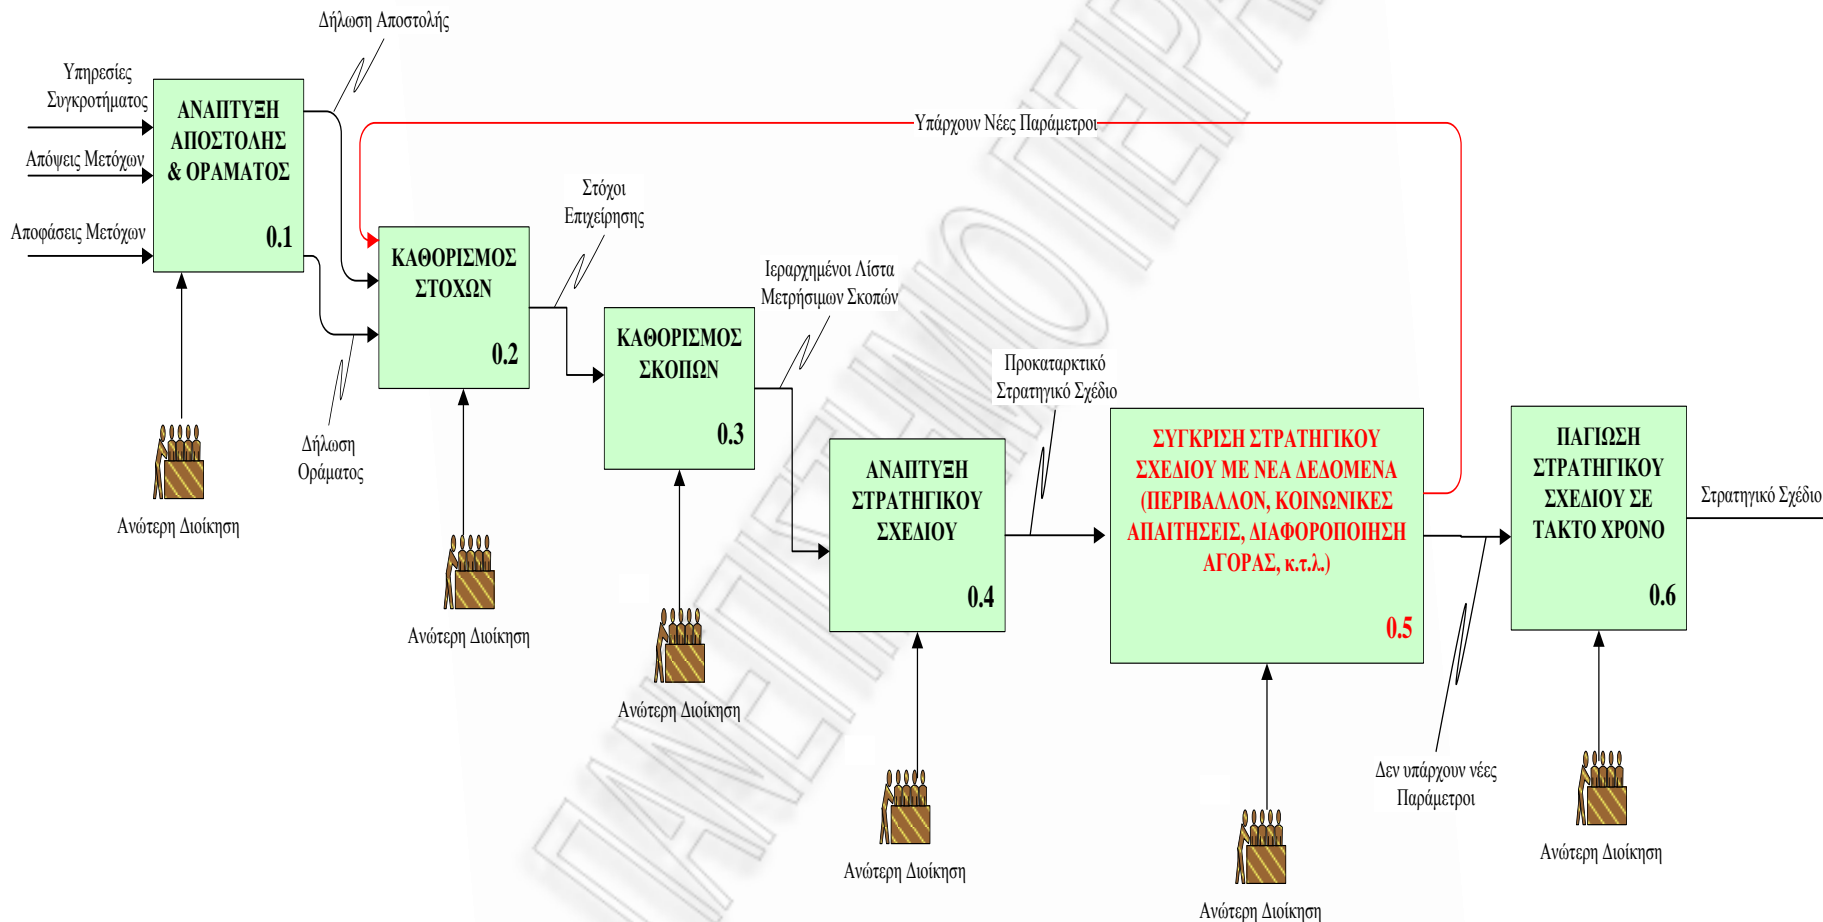 Δήλωση Αποστολής
Υπηρεσίες
Συγκροτήματος
Απόψεις Μετόχων
Αποφάσεις Μετόχων
ΑΝΑΠΤΥΞΗ
ΑΠΟΣΤΟΛΗΣ
& ΟΡΑΜΑΤΟΣ
0.1
Ανώτερη Διοίκηση
Δήλωση
Οράματος
Υπάρχουν Νέες Παράμετροι
ΚΑΘΟΡΙΣΜΟΣ
ΣΤΟΧΩΝ
0.2
Ανώτερη Διοίκηση
Στόχοι
Επιχείρησης
ΚΑΘΟΡΙΣΜΟΣ
ΣΚΟΠΩΝ
0.3
Ανώτερη Διοίκηση
Ιεραρχημένοι Λίστα
Μετρήσιμων Σκοπών
ΑΝΑΠΤΥΞΗ
ΣΤΡΑΤΗΓΙΚΟΥ
ΣΧΕΔΙΟΥ
0.4
Ανώτερη Διοίκηση
Προκαταρκτικό
Στρατηγικό Σχέδιο
ΣΥΓΚΡΙΣΗ ΣΤΡΑΤΗΓΙΚΟΥ
ΣΧΕΔΙΟΥ ΜΕ ΝΕΑ ΔΕΔΟΜΕΝΑ
(ΠΕΡΙΒΑΛΛΟΝ, ΚΟΙΝΩΝΙΚΕΣ
ΑΠΑΙΤΗΣΕΙΣ, ΔΙΑΦΟΡΟΠΟΙΗΣΗ
ΑΓΟΡΑΣ, κ.τ.λ.)
0.5
Ανώτερη Διοίκηση
Δεν υπάρχουν νέες
Παράμετροι
ΠΑΓΙΩΣΗ
ΣΤΡΑΤΗΓΙΚΟΥ
ΣΧΕΔΙΟΥ ΣΕ
ΤΑΚΤΟ ΧΡΟΝΟ
0.6
Ανώτερη Διοίκηση
Στρατηγικό Σχέδιο
ΠΑΝΕΠΙΣΤΗΜΙΟ